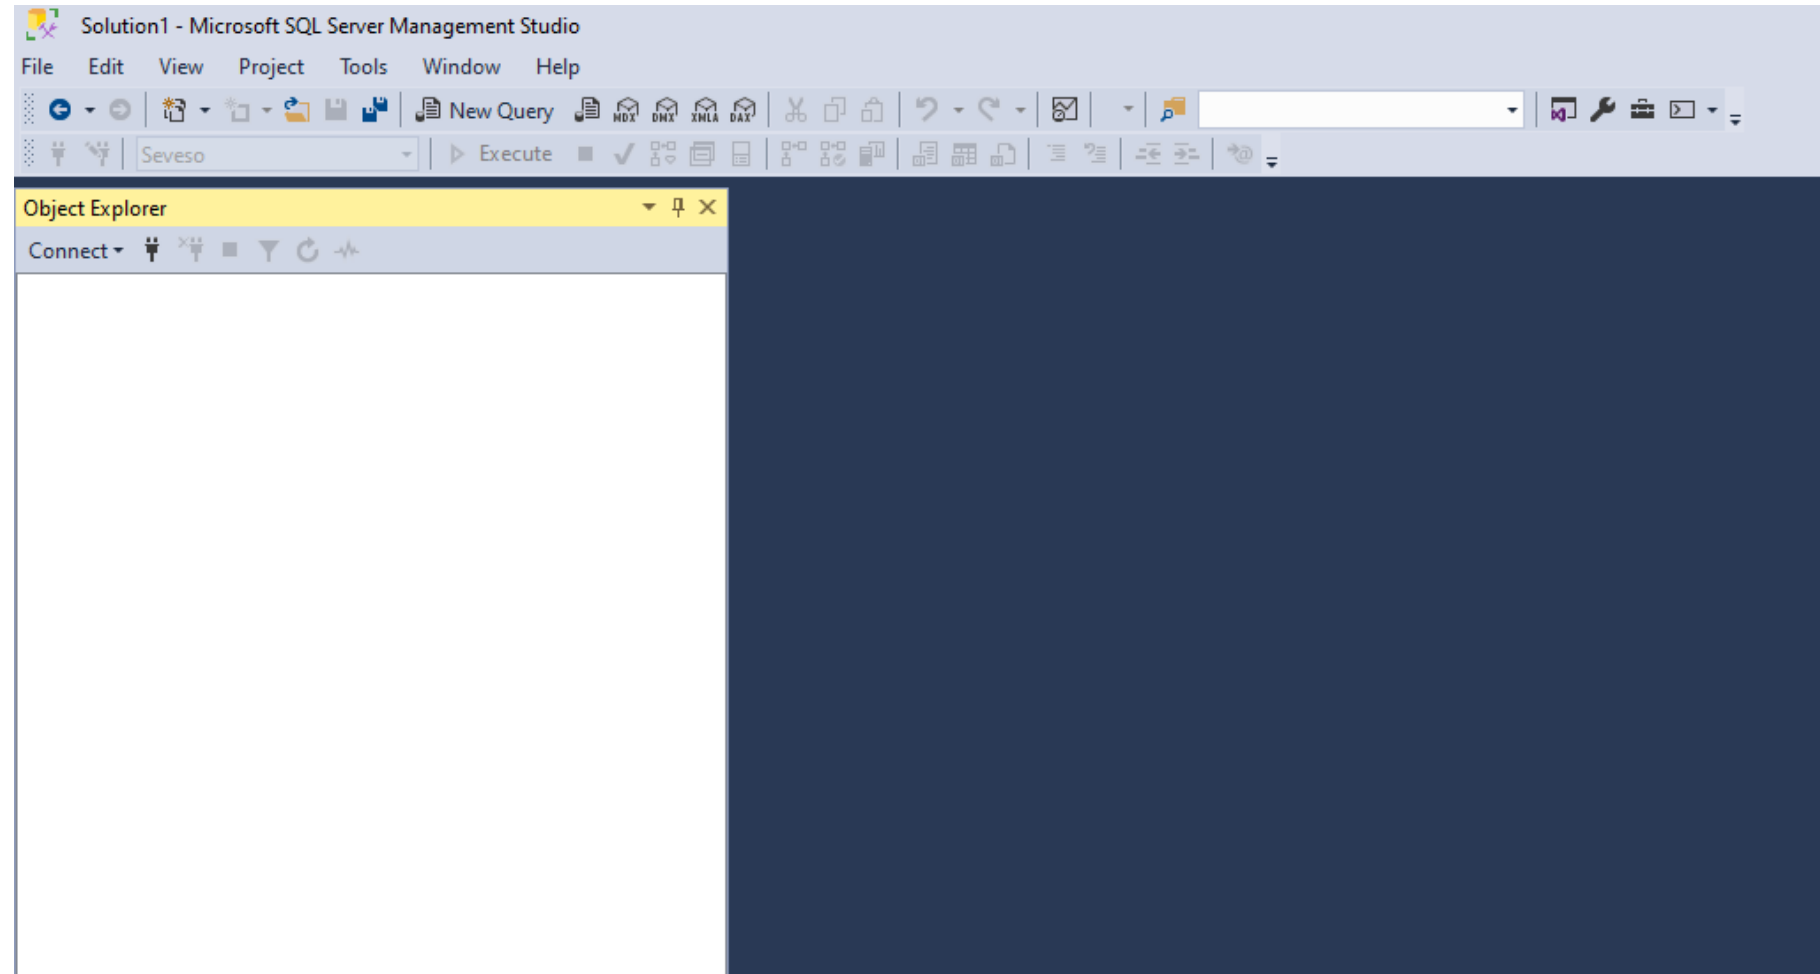 Solution1 - Microsoft SQL Server Management Studio
File Edit View Project Tools Window Help
New Query MDX DMX XMLA DAX
Seveso Execute
Object Explorer
Connect